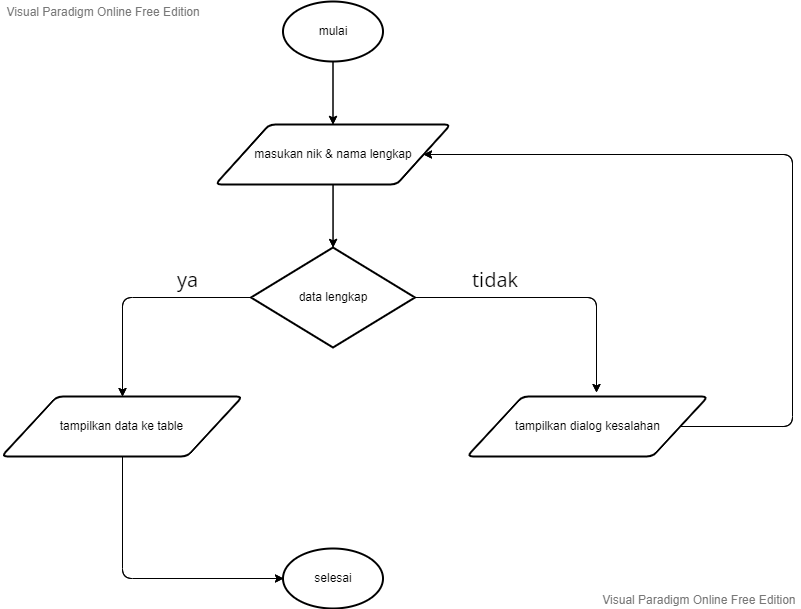 Visual Paradigm Online Free Edition
mulai
masukan nik & nama lengkap
ya
data lengkap
tidak
tampilkan data ke table
tampilkan dialog kesalahan
selesai
Visual Paradigm Online Free Edition